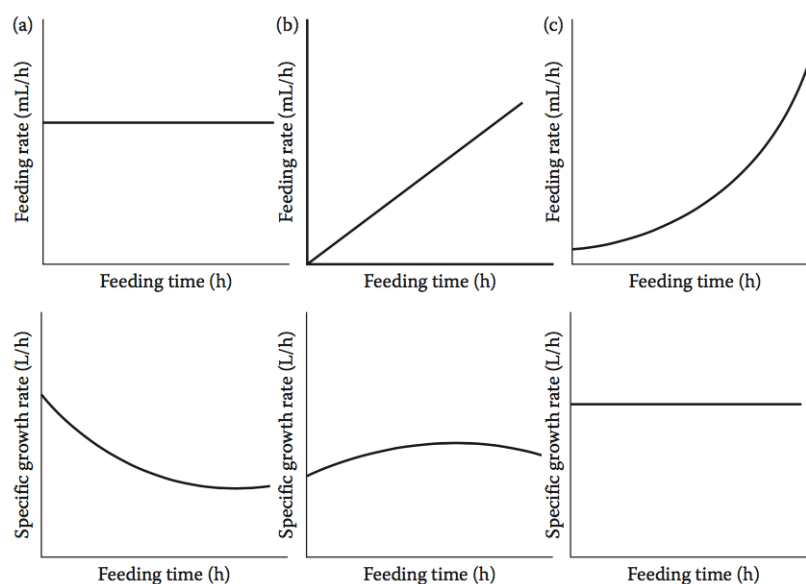 (a)
Feeding rate (mL/h)
Feeding time (h)
(b)
Feeding rate (mL/h)
Feeding time (h)
(c)
Feeding rate (mL/h)
Feeding time (h)
Specific growth rate (L/h)
Feeding time (h)
Specific growth rate (L/h)
Feeding time (h)
Specific growth rate (L/h)
Feeding time (h)